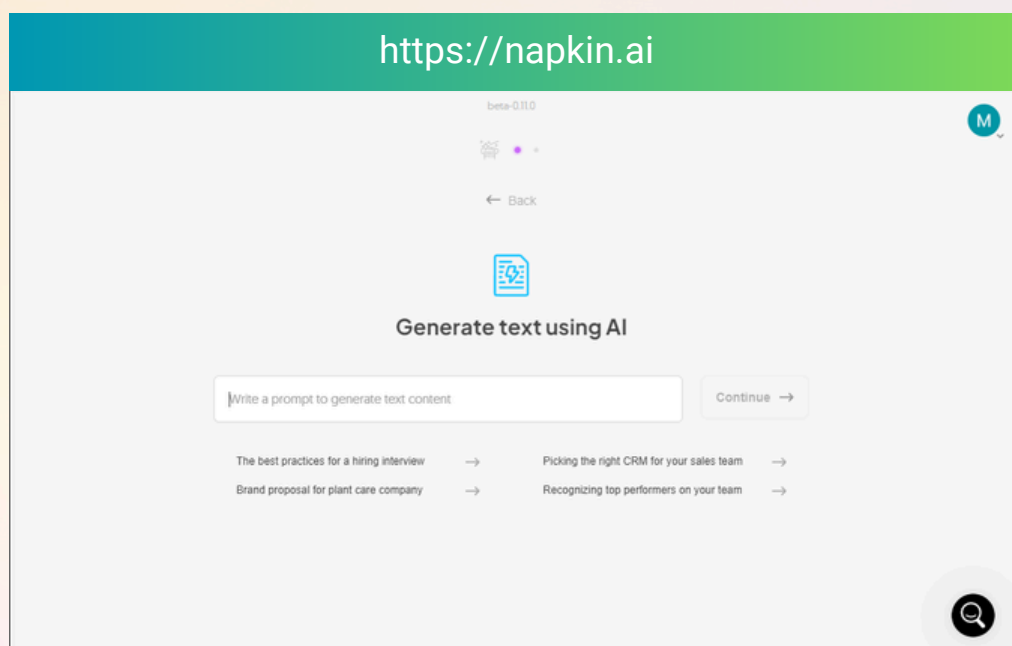 https://napkin.ai
beta-0.11.0
M
← Back
Generate text using AI
Write a prompt to generate text content
Continue →
The best practices for a hiring interview →
Picking the right CRM for your sales team →
Brand proposal for plant care company →
Recognizing top performers on your team →